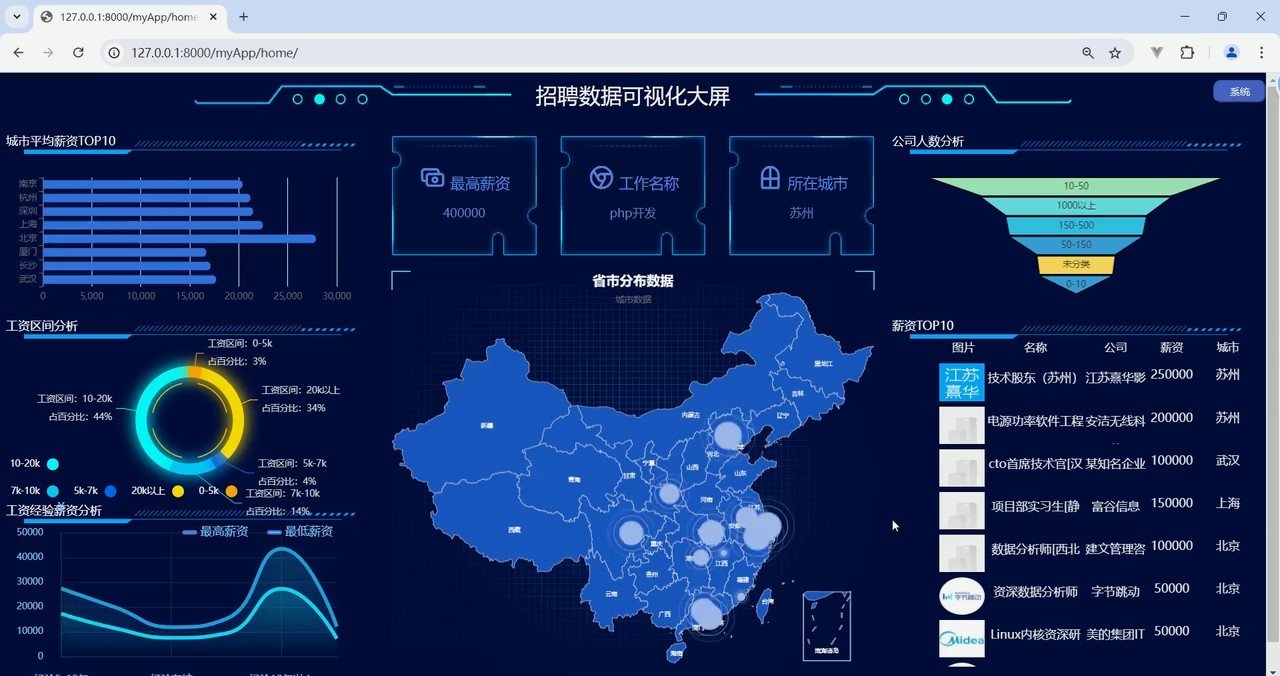 127.0.0.1:8000/myApp/home
127.0.0.1:8000/myApp/home/
招聘数据可视化大屏
系统
城市平均薪资TOP10
南京
杭州
深圳
上海
北京
厦门
长沙
武汉
0 5,000 10,000 15,000 20,000 25,000 30,000
工资区间分析
工资区间：0-5k
占百分比：3%
工资区间：20k以上
占百分比：34%
工资区间：10-20k
占百分比：44%
工资区间：5k-7k
占百分比：4%
工资区间：7k-10k
占百分比：14%
10-20k
7k-10k 5k-7k 20k以上 0-5k
工资经验薪资分析
最高薪资 最低薪资
50000
40000
30000
20000
10000
0
最高薪资
400000
工作名称
php开发
所在城市
苏州
省市分布数据
城市数据
黑龙江
吉林
辽宁
内蒙古
新疆
河北
宁夏
山西
山东
甘肃
青海
河南
江苏
西藏
安徽
重庆
江西
贵州
福建
云南
广西
台湾
海南
南海诸岛
公司人数分析
10-50
1000以上
150-500
50-150
未分类
0-10
薪资TOP10
图片 名称 公司 薪资 城市
江苏
熹华
技术股东（苏州） 江苏熹华影 250000 苏州
电源功率软件工程 安洁无线科 200000 苏州
cto首席技术官[汉 某知名企业 100000 武汉
项目部实习生[静 富谷信息 150000 上海
数据分析师[西北 建文管理咨 100000 北京
字节跳动
资深数据分析师 字节跳动 50000 北京
Midea
Linux内核资深研 美的集团IT 50000 北京